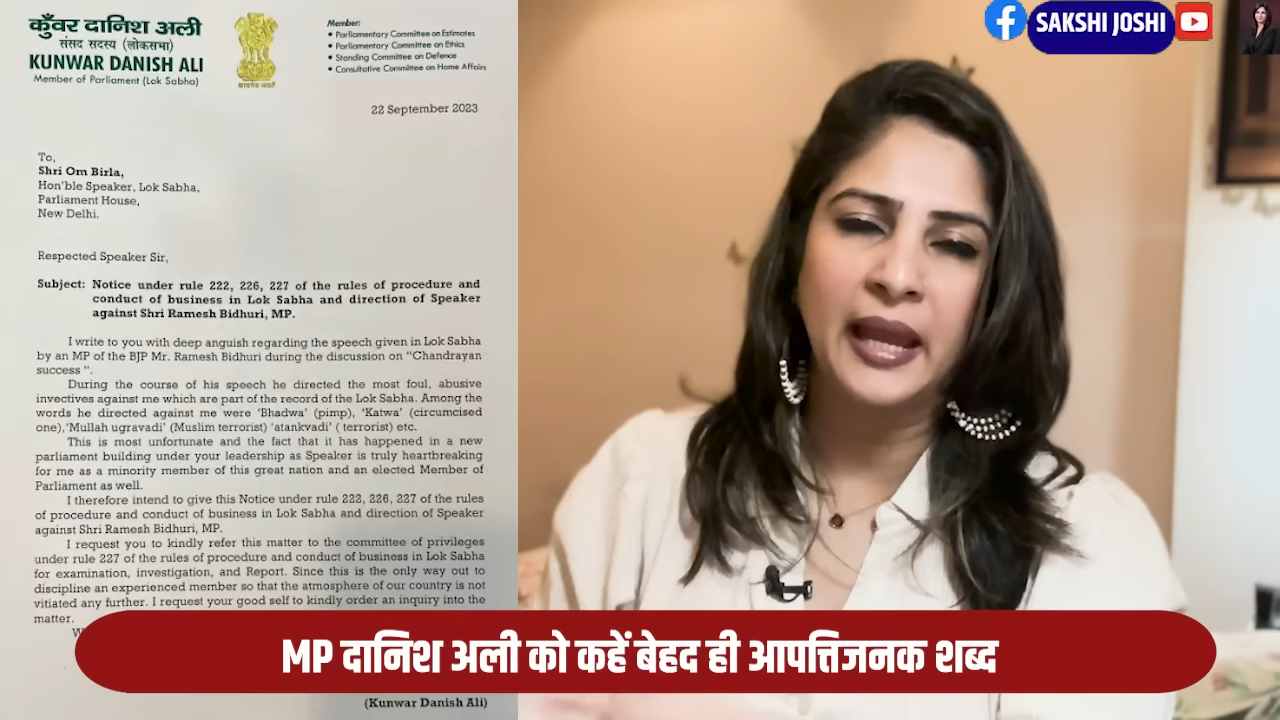 कुँवर दानिश अली
संसद सदस्य (लोकसभा)
KUNWAR DANISH ALI
Member of Parliament (Lok Sabha)
सत्यमेव जयते
Member:
• Parliamentary Committee on Estimates
• Parliamentary Committee on Ethics
• Standing Committee on Defence
• Consultative Committee on Home Affairs
SAKSHI JOSHI
22 September 2023
To,
Shri Om Birla,
Hon'ble Speaker, Lok Sabha,
Parliament House,
New Delhi.
Respected Speaker Sir,
Subject: Notice under rule 222, 226, 227 of the rules of procedure and
conduct of business in Lok Sabha and direction of Speaker
against Shri Ramesh Bidhuri, MP.
I write to you with deep anguish regarding the speech given in Lok Sabha
by an MP of the BJP Mr. Ramesh Bidhuri during the discussion on "Chandrayan
success ".
During the course of his speech he directed the most foul, abusive
invectives against me which are part of the record of the Lok Sabha. Among the
words he directed against me were 'Bhadwa' (pimp), 'Katwa' (circumcised
one),'Mullah ugravadi' (Muslim terrorist) 'atankvadi' ( terrorist) etc.
This is most unfortunate and the fact that it has happened in a new
parliament building under your leadership as Speaker is truly heartbreaking
for me as a minority member of this great nation and an elected Member of
Parliament as well.
I therefore intend to give this Notice under rule 222, 226, 227 of the rules
of procedure and conduct of business in Lok Sabha and direction of Speaker
against Shri Ramesh Bidhuri, MP.
I request you to kindly refer this matter to the committee of privileges
under rule 227 of the rules of procedure and conduct of business in Lok Sabha
for examination, investigation, and Report. Since this is the only way out to
discipline an experienced member so that the atmosphere of our country is not
vitiated any further. I request your good self to kindly order an inquiry into the
matter.
MP दानिश अली को कहें बेहद ही आपत्तिजनक शब्द
(Kunwar Danish Ali)